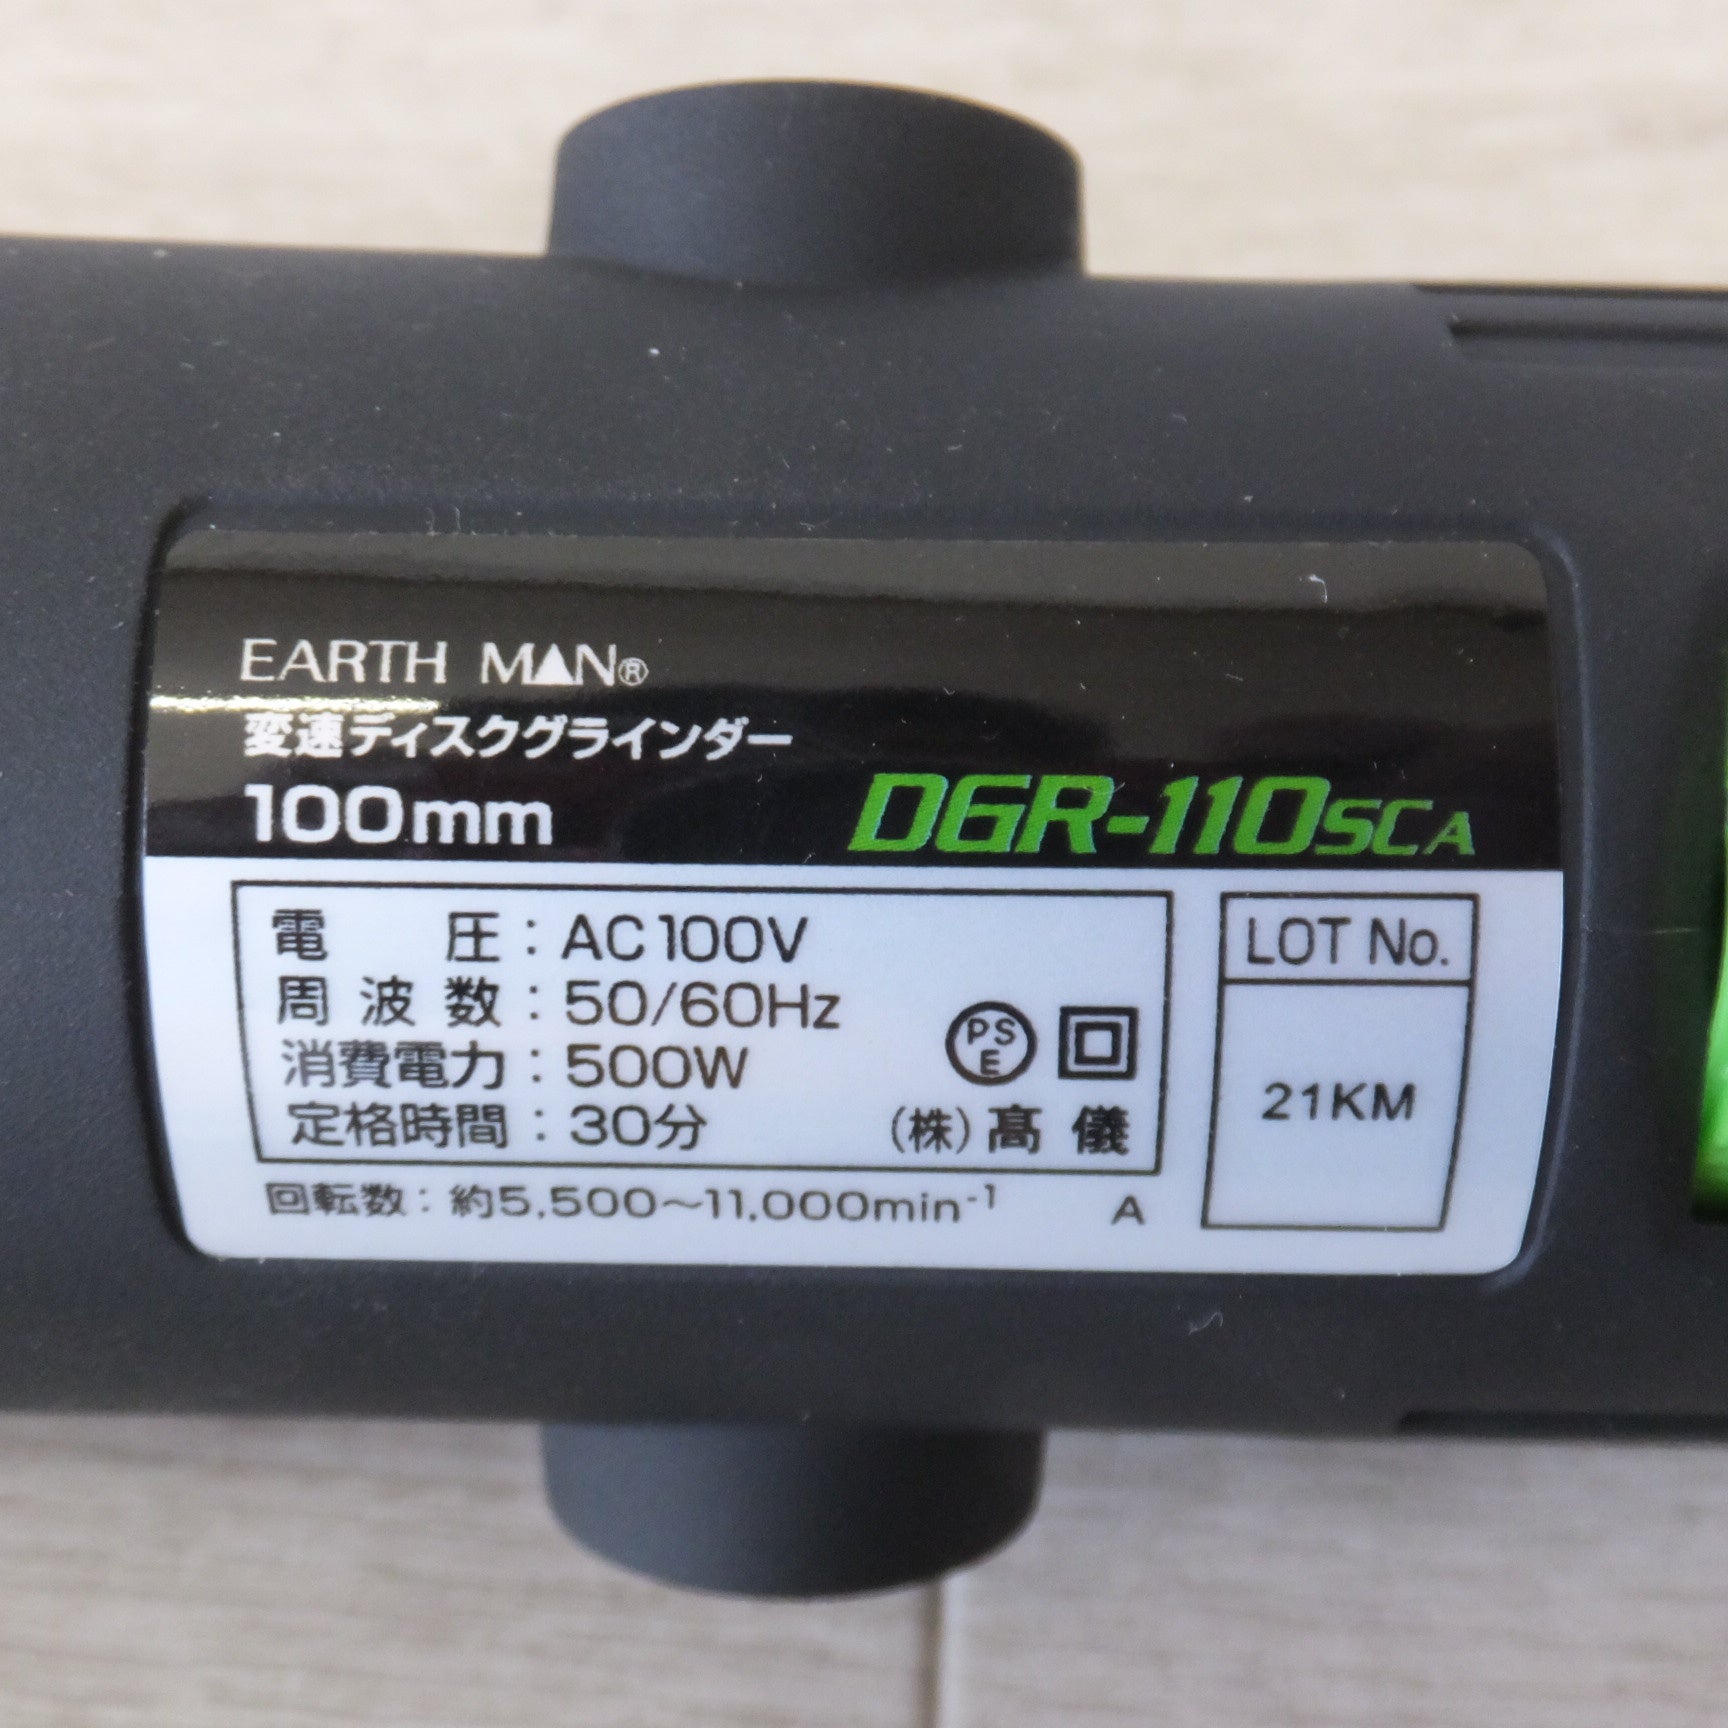 EARTH MAN®
変速ディスクグラインダー
100mm
DGR-110SCA
電圧:AC100V
周波数:50/60Hz
消費電力:500W
定格時間:30分
PSE
(株)髙儀
回転数:約5,500～11,000min⁻¹
A
LOT No.
21KM